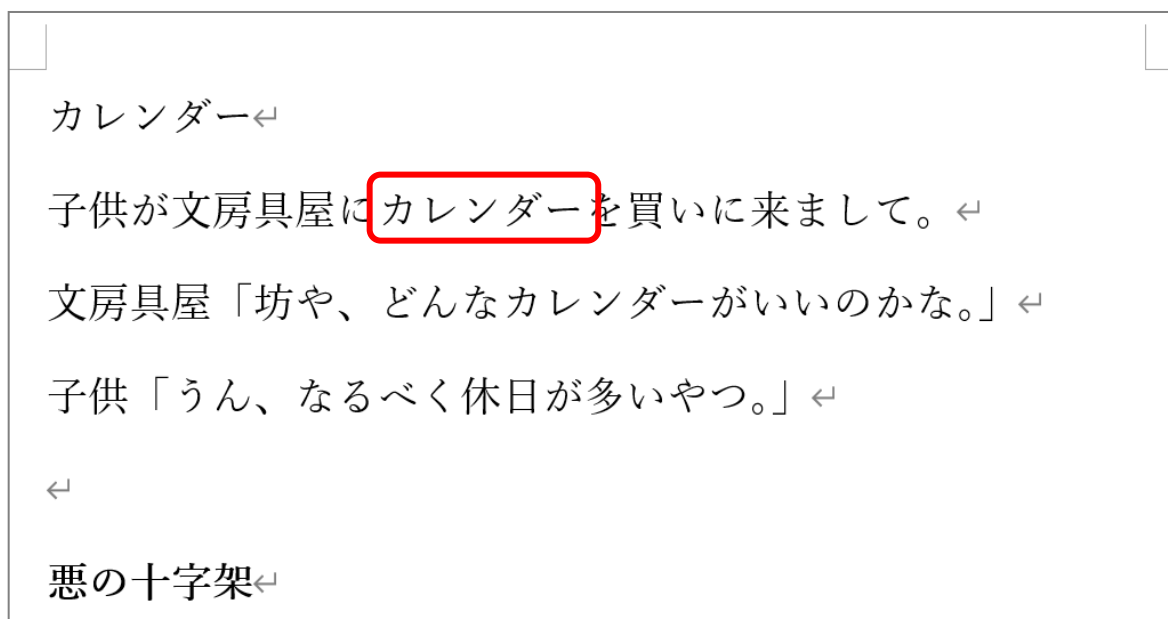 カレンダー
子供が文房具屋にカレンダーを買いに来まして。
文房具屋「坊や、どんなカレンダーがいいのかな。」
子供「うん、なるべく休日が多いやつ。」
悪の十字架